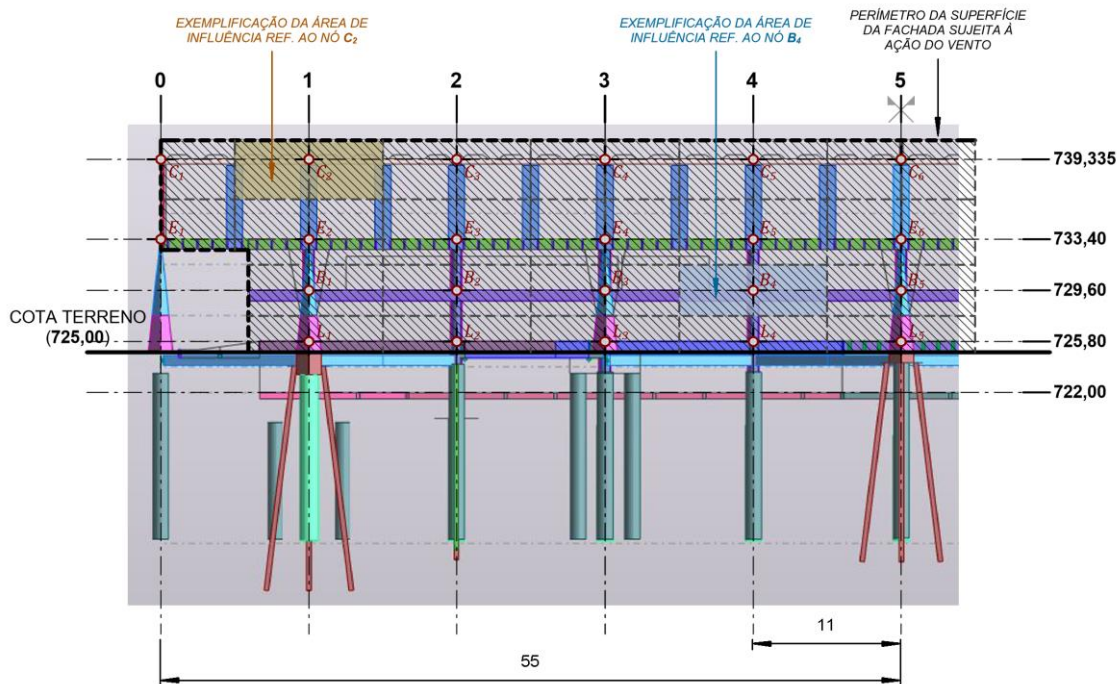 EXEMPLIFICAÇÃO DA ÁREA DE
INFLUÊNCIA REF. AO NÓ C₂
EXEMPLIFICAÇÃO DA ÁREA DE
INFLUÊNCIA REF. AO NÓ B₄
PERÍMETRO DA SUPERFÍCIE
DA FACHADA SUJEITA À
AÇÃO DO VENTO
0 1 2 3 4 5
739,335
C₁ C₂ C₃ C₄ C₅ C₆
733,40
E₁ E₂ E₃ E₄ E₅ E₆
729,60
B₁ B₂ B₃ B₄ B₅
COTA TERRENO
(725,00)
725,80
L₁ L₂ L₃ L₄ L₅
722,00
11
55